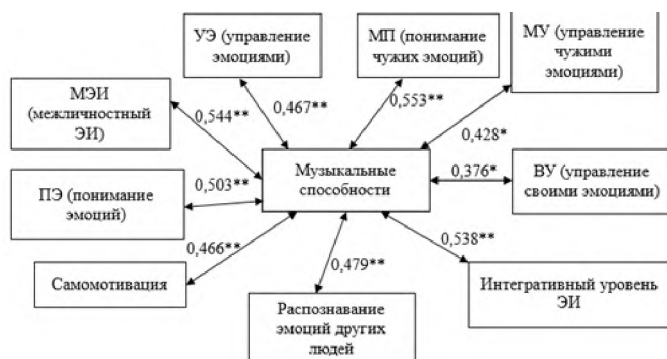 УЭ (управление
эмоциями)
МП (понимание
чужих эмоций)
МУ (управление
чужими
эмоциями)
МЭИ
(межличностный
ЭИ)
0,544**
0,467**
0,553**
0,428*
Музыкальные
способности
0,376*
ВУ (управление
своими эмоциями)
ПЭ (понимание
эмоций)
0,503**
0,466**
0,479**
0,538**
Самомотивация
Распознавание
эмоций других
людей
Интегративный уровень
ЭИ